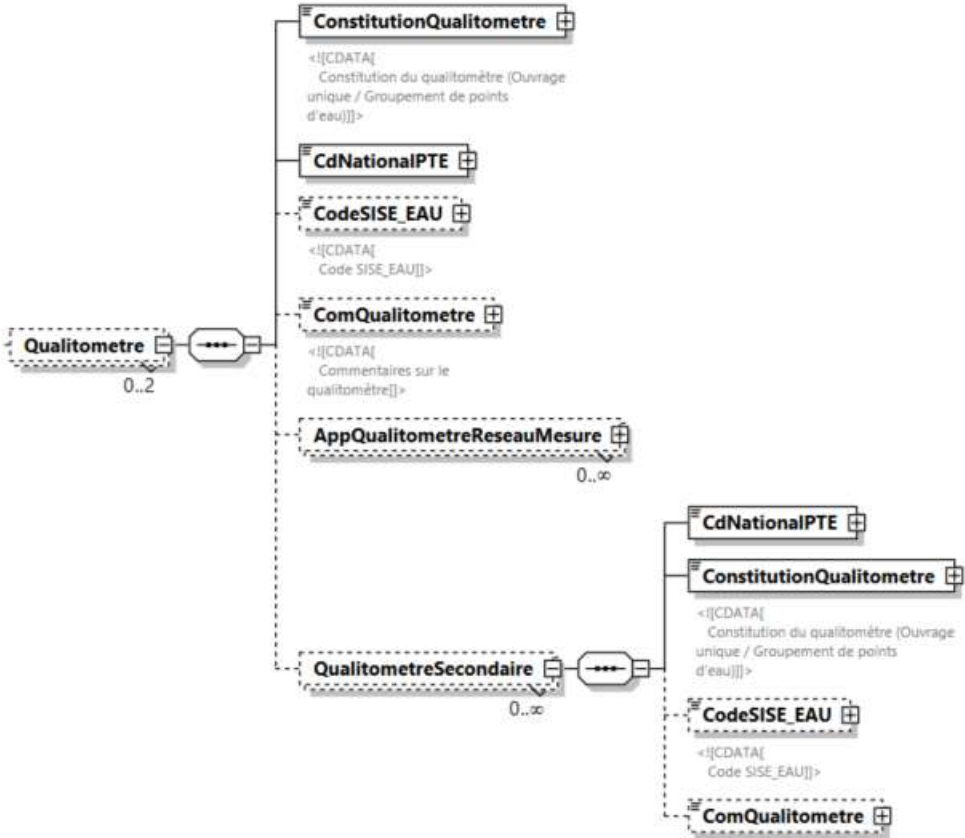 ConstitutionQualitometre
<![CDATA[
Constitution du qualitomètre (Ouvrage
unique / Groupement de points
d'eau)]]>
CdNationalPTE
CodeSISE_EAU
<![CDATA[
Code SISE_EAU]]>
ComQualitometre
<![CDATA[
Commentaires sur le
qualitomètre]]>
Qualitometre
0..2
AppQualitometreReseauMesure
0..∞
QualitometreSecondaire
0..∞
CdNationalPTE
ConstitutionQualitometre
<![CDATA[
Constitution du qualitomètre (Ouvrage
unique / Groupement de points
d'eau)]]>
CodeSISE_EAU
<![CDATA[
Code SISE_EAU]]>
ComQualitometre